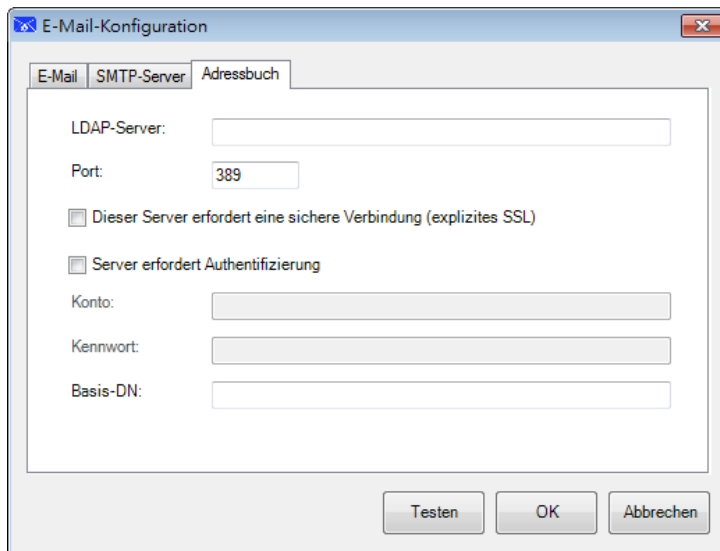 E-Mail-Konfiguration
E-Mail SMTP-Server Adressbuch
LDAP-Server:
Port: 389
Dieser Server erfordert eine sichere Verbindung (explizites SSL)
Server erfordert Authentifizierung
Konto:
Kennwort:
Basis-DN:
Testen OK Abbrechen